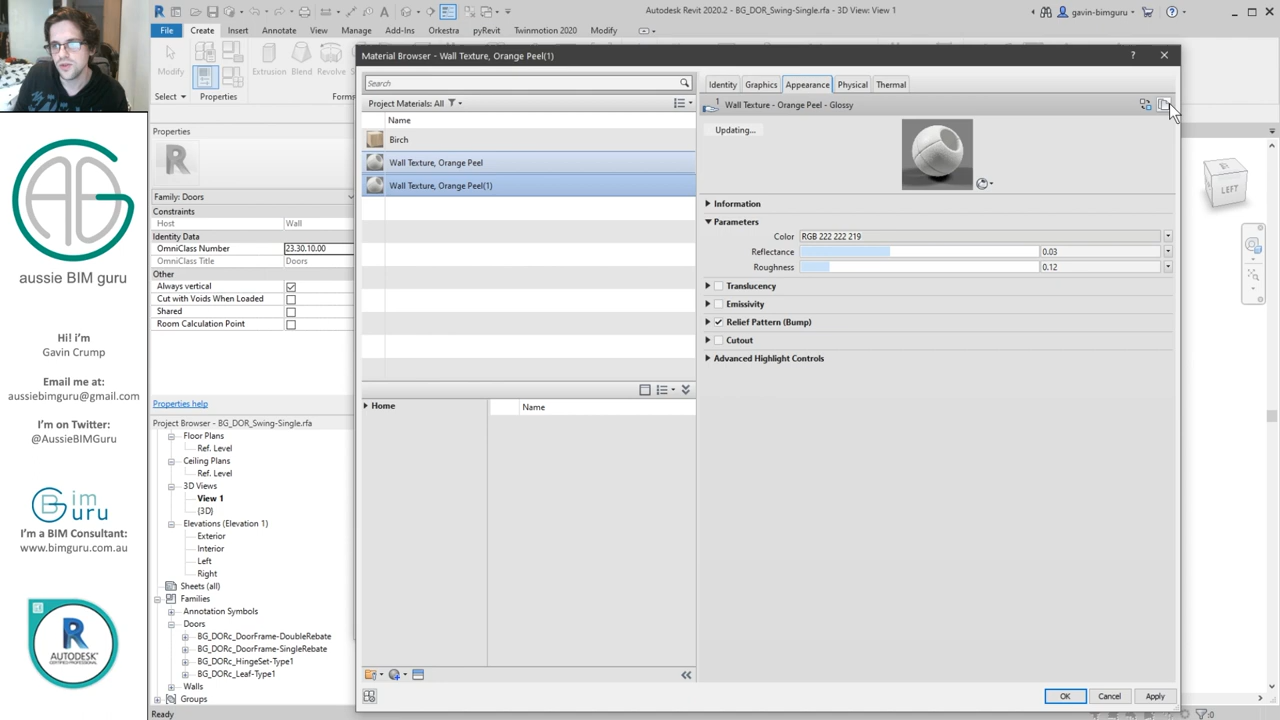 Autodesk Revit 2020.2 - BG_DOR_Swing-Single.rfa - 3D View: View 1
gavin-bimguru
File
Create
Insert
Annotate
View
Manage
Add-Ins
Orkestra
pyRevit
Twinmotion 2020
Modify
Modify
Extrusion
Blend
Revolve
Select
Properties
Material Browser - Wall Texture, Orange Peel(1)
Search
Project Materials: All
Name
Birch
Wall Texture, Orange Peel
Wall Texture, Orange Peel(1)
Home
Name
Identity
Graphics
Appearance
Physical
Thermal
1
Wall Texture - Orange Peel - Glossy
Updating...
Information
Parameters
Color
RGB 222 222 219
Reflectance
0.03
Roughness
0.12
Translucency
Emissivity
Relief Pattern (Bump)
Cutout
Advanced Highlight Controls
OK
Cancel
Apply
LEFT
Properties
R
Family: Doors
Constraints
Host
Wall
Identity Data
OmniClass Number
23.30.10.00
OmniClass Title
Doors
Other
Always vertical
Cut with Voids When Loaded
Shared
Room Calculation Point
Properties help
Project Browser - BG_DOR_Swing-Single.rfa
Floor Plans
Ref. Level
Ceiling Plans
Ref. Level
3D Views
View 1
{3D}
Elevations (Elevation 1)
Exterior
Interior
Left
Right
Sheets (all)
Families
Annotation Symbols
Doors
BG_DORc_DoorFrame-DoubleRebate
BG_DORc_DoorFrame-SingleRebate
BG_DORc_HingeSet-Type1
BG_DORc_Leaf-Type1
Walls
Groups
Ready
:0
AG
aussie BIM guru
Hi! i'm
Gavin Crump
Email me at:
aussiebimguru@gmail.com
I'm on Twitter:
@AussieBIMGuru
Bim
Guru
I'm a BIM Consultant:
www.bimguru.com.au
R
AUTODESK
CERTIFIED PROFESSIONAL